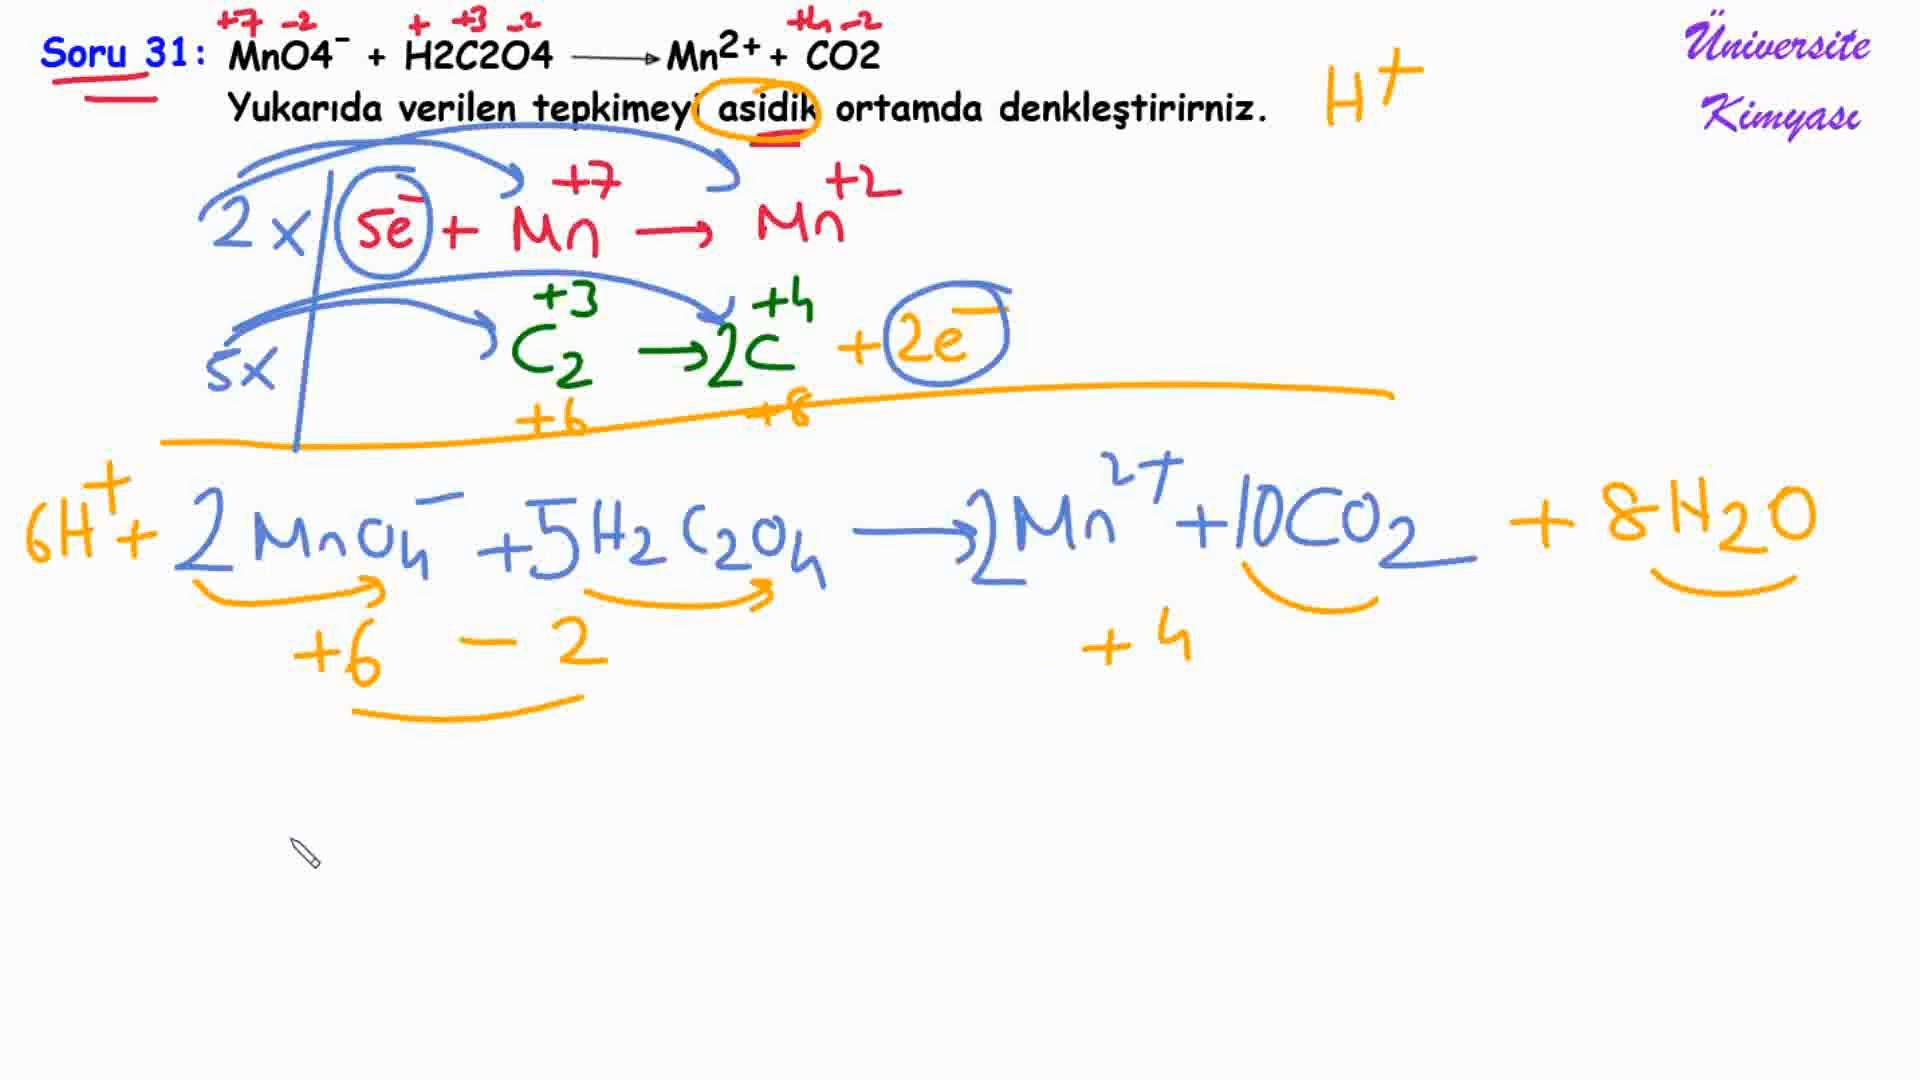 +7 -2 + +3 -2 +4 -2
Soru 31: MnO4⁻ + H2C2O4 ⟶ Mn2+ + CO2
Yukarıda verilen tepkimey asidik ortamda denkleştirirniz.
H+
Üniversite
Kimyası
2x 5e⁻ + Mn+7 → Mn+2
5x C2+3 → 2C+4 + 2e⁻
+6 +8
6H+ + 2MnO4⁻ + 5H2C2O4 → 2Mn2+ + 10CO2 + 8H2O
+6 - 2 +4